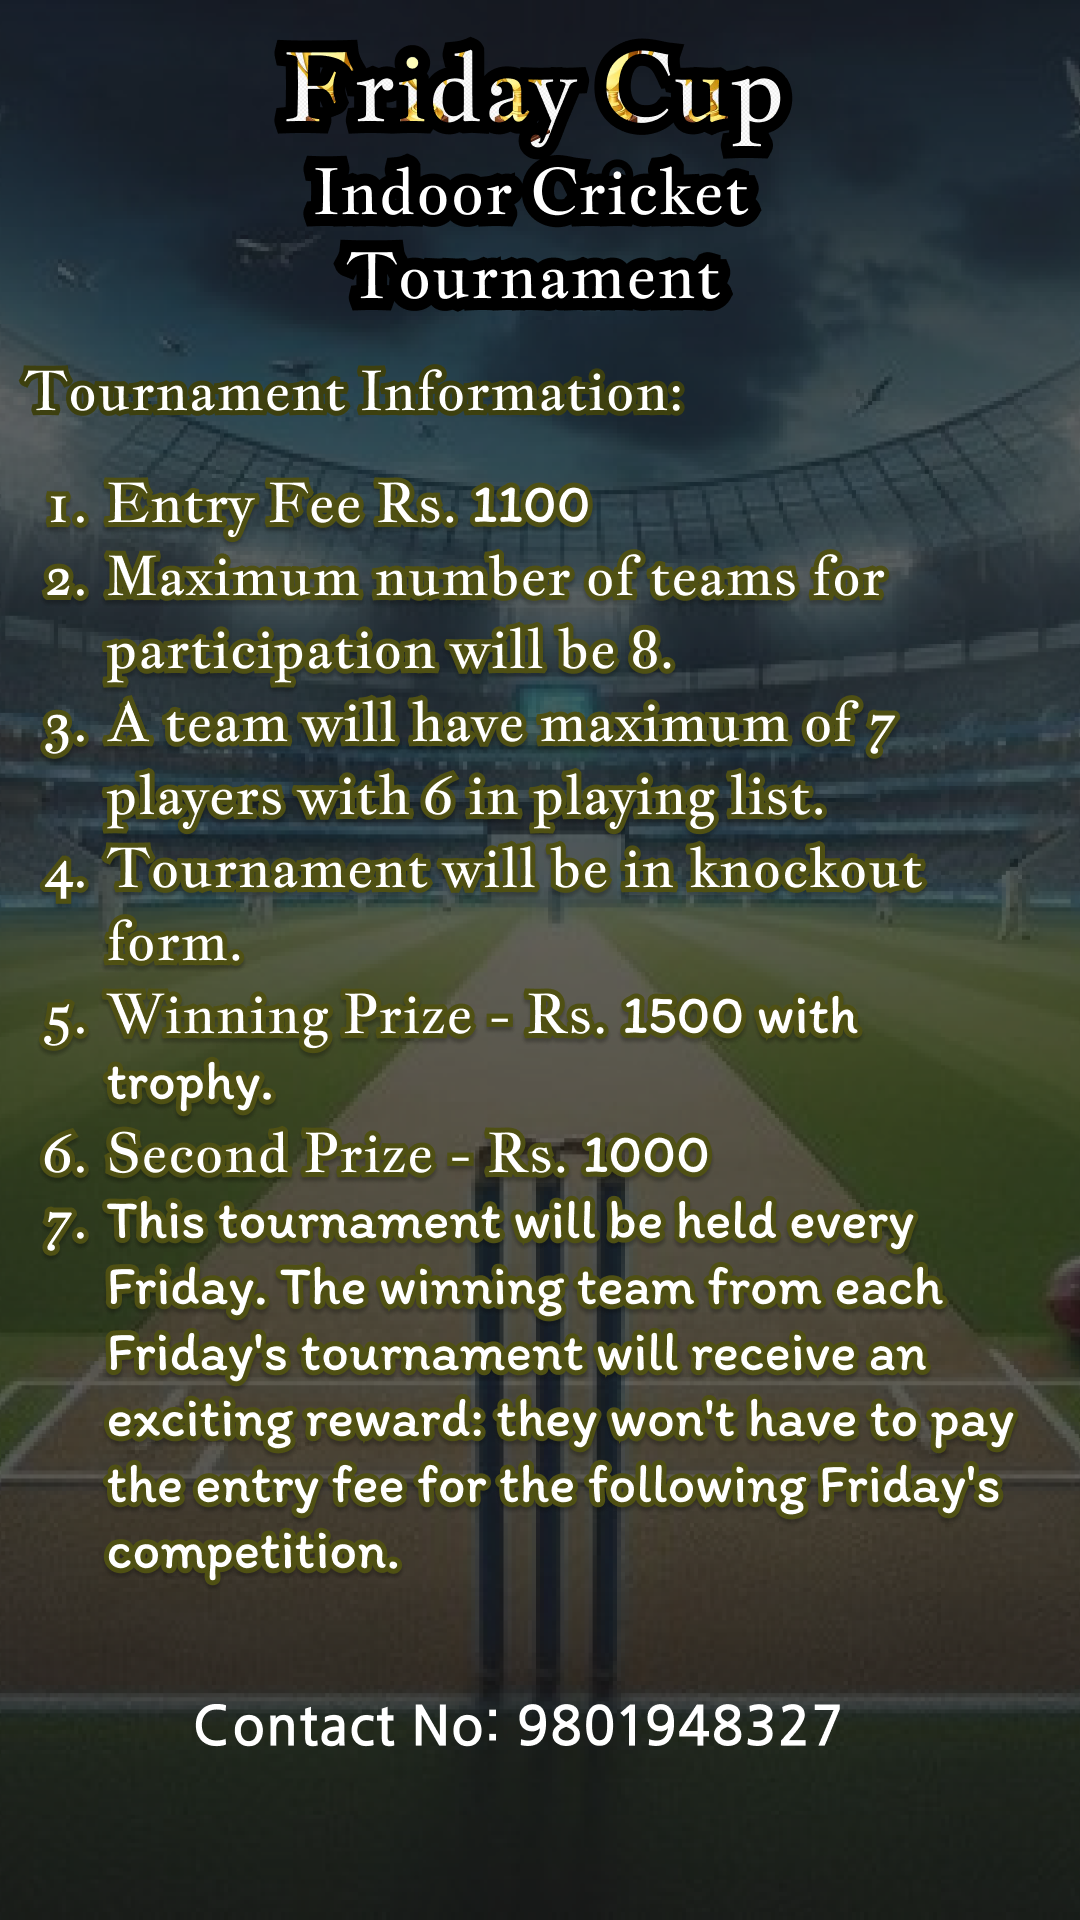 Friday Cup
Indoor Cricket
Tournament
Tournament Information:
1. Entry Fee Rs. 1100
2. Maximum number of teams for
participation will be 8.
3. A team will have maximum of 7
players with 6 in playing list.
4. Tournament will be in knockout
form.
5. Winning Prize - Rs. 1500 with
trophy.
6. Second Prize - Rs. 1000
7. This tournament will be held every
Friday. The winning team from each
Friday's tournament will receive an
exciting reward: they won't have to pay
the entry fee for the following Friday's
competition.
Contact No: 9801948327